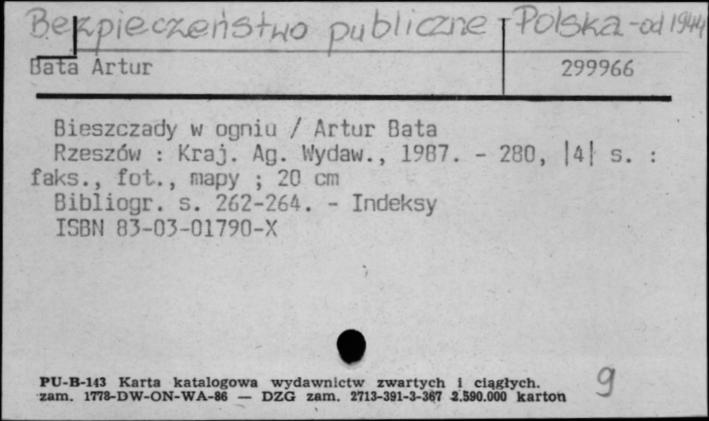 Bezpieczeństwo publiczne - Polska - od 1944
Bata Artur 299966
Bieszczady w ogniu / Artur Bata
Rzeszów : Kraj. Ag. Wydaw., 1987. - 280, |4| s. :
faks., fot., mapy ; 20 cm
Bibliogr. s. 262-264. - Indeksy
ISBN 83-03-01790-X
PU-B-143 Karta katalogowa wydawnictw zwartych i ciągłych.
zam. 1778-DW-ON-WA-86 — DZG zam. 2713-391-3-367 2.590.000 karton
9